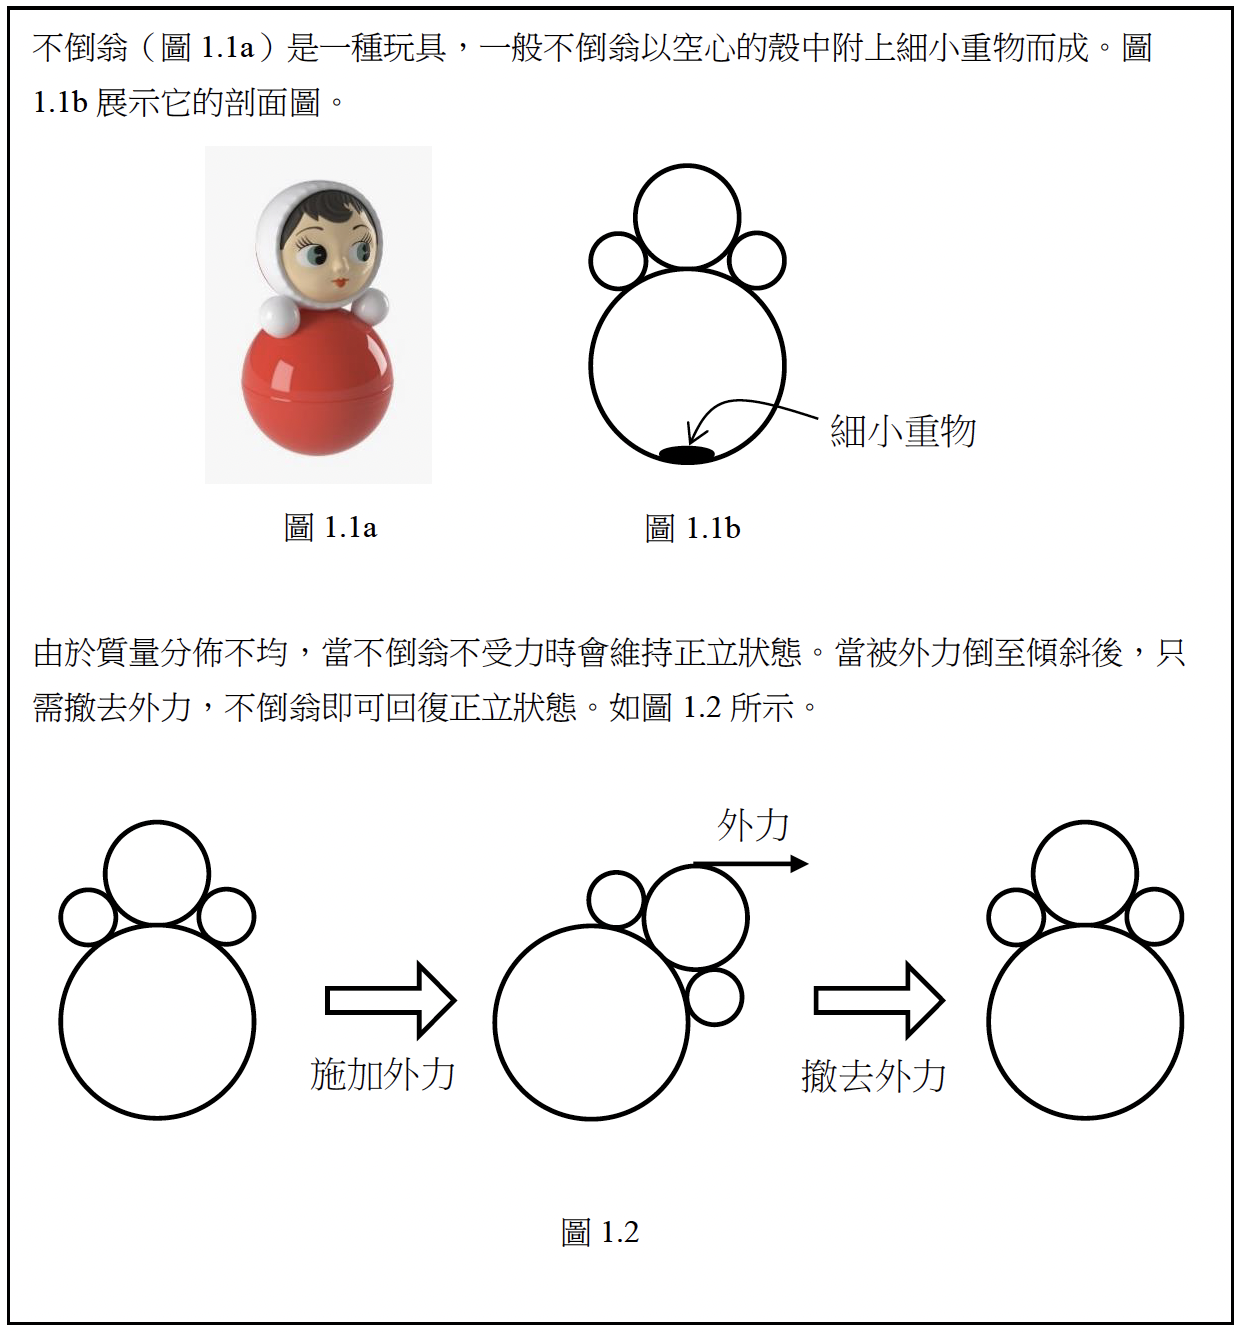 不倒翁（圖 1.1a）是一種玩具，一般不倒翁以空心的殼中附上細小重物而成。圖
1.1b 展示它的剖面圖。
細小重物
圖 1.1a
圖 1.1b
由於質量分佈不均，當不倒翁不受力時會維持正立狀態。當被外力倒至傾斜後，只
需撤去外力，不倒翁即可回復正立狀態。如圖 1.2 所示。
外力
施加外力
撤去外力
圖 1.2